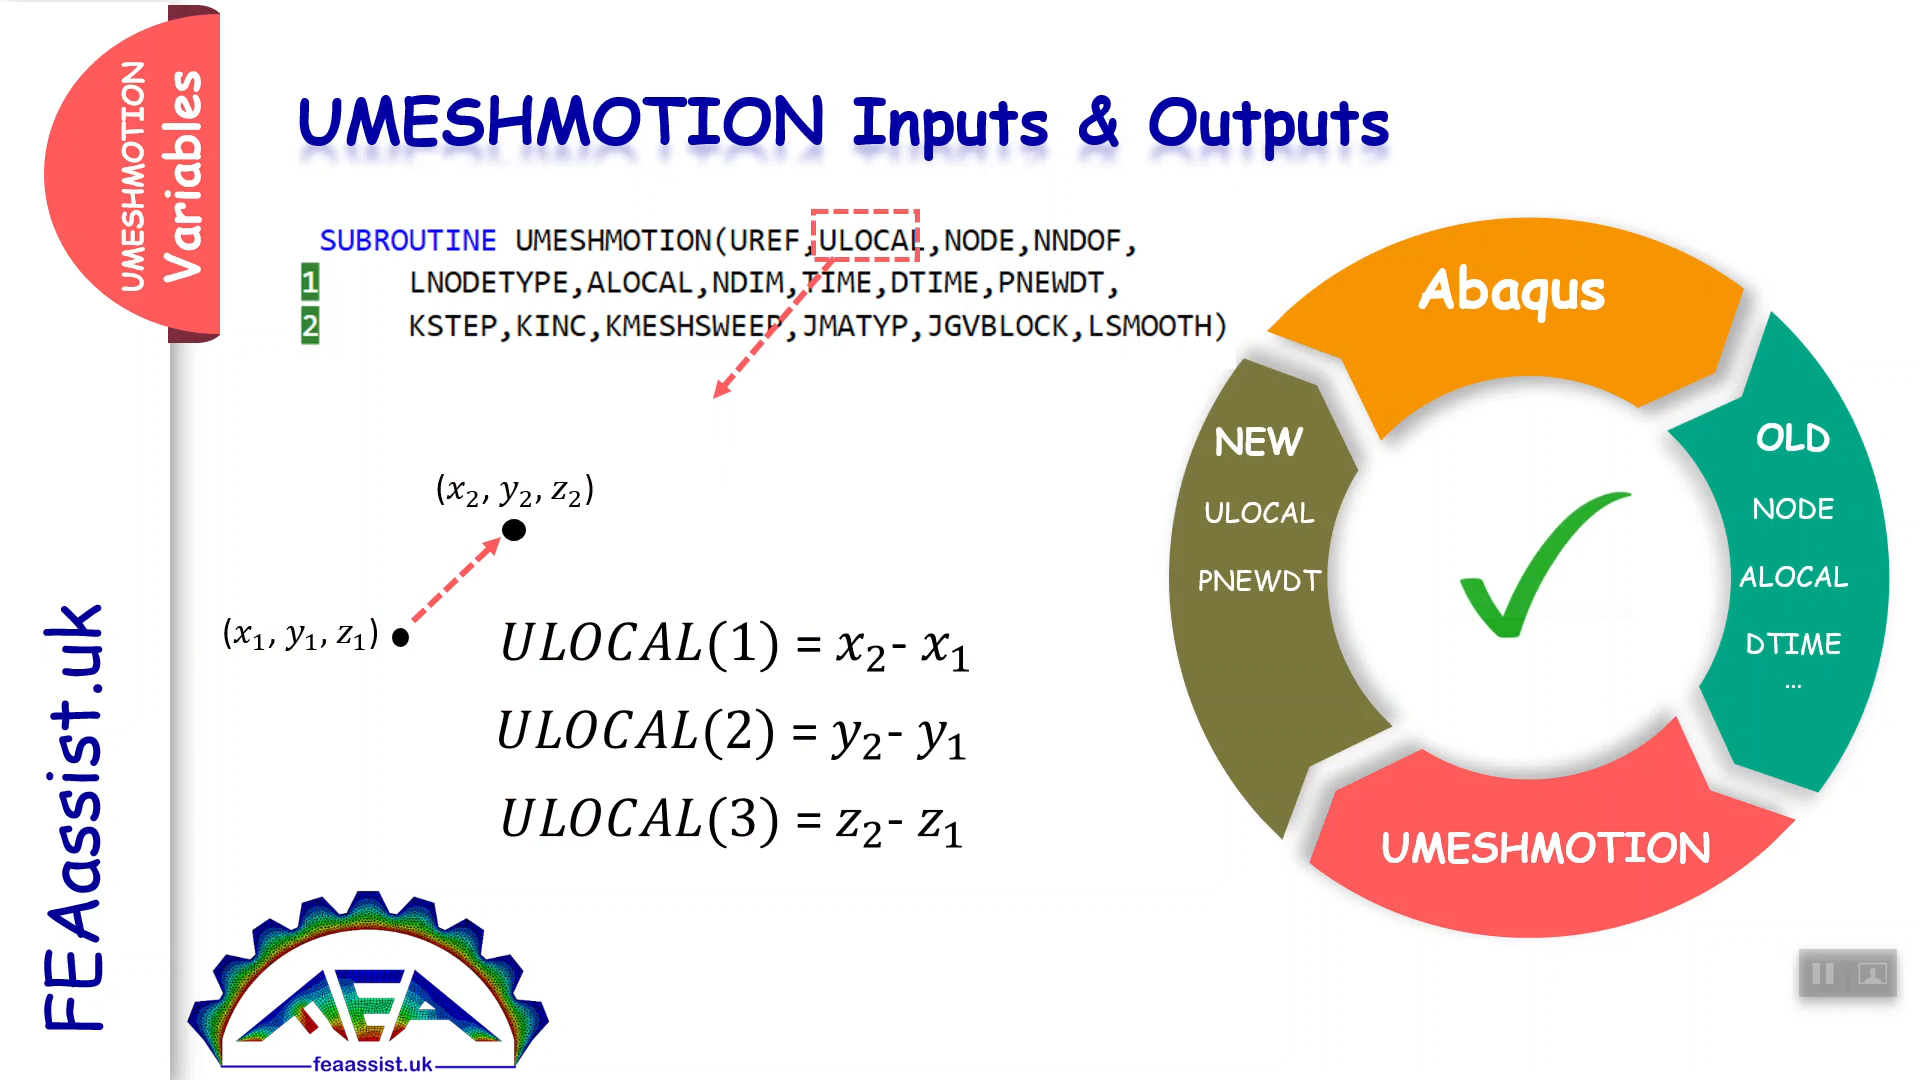 UMESHMOTION
Variables
UMESHMOTION Inputs & Outputs
SUBROUTINE UMESHMOTION(UREF,ULOCAL,NODE,NNDOF,
1 LNODETYPE,ALOCAL,NDIM,TIME,DTIME,PNEWDT,
2 KSTEP,KINC,KMESHSWEEP,JMATYP,JGVBLOCK,LSMOOTH)
(x₂, y₂, z₂)
(x₁, y₁, z₁)
ULOCAL(1) = x₂- x₁
ULOCAL(2) = y₂- y₁
ULOCAL(3) = z₂- z₁
Abaqus
OLD
NODE
ALOCAL
DTIME
...
UMESHMOTION
NEW
ULOCAL
PNEWDT
FEAassist.uk
FEA
feaassist.uk